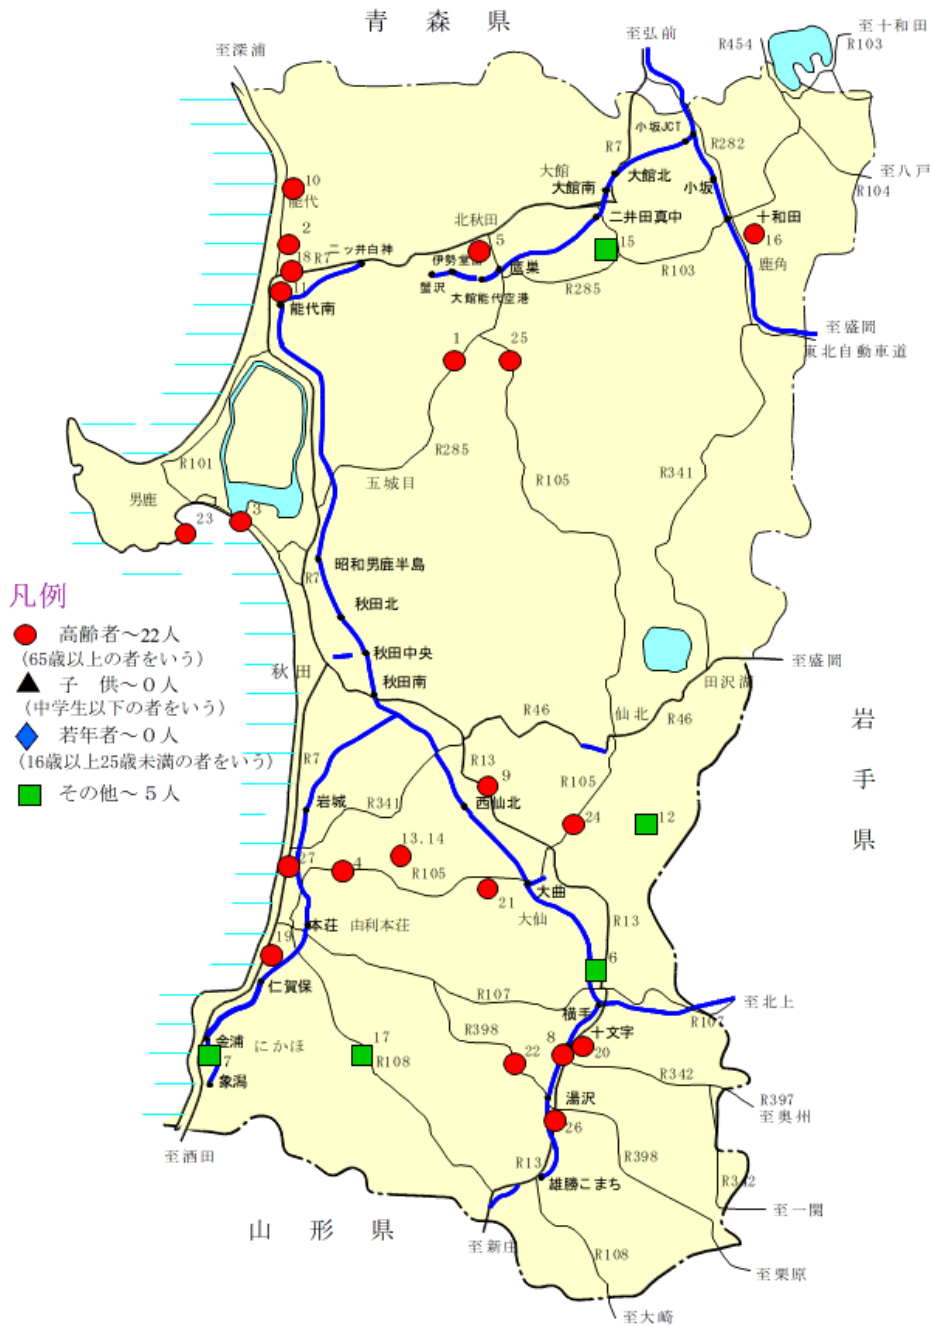 青　森　県
至深浦
至弘前
至十和田
R454
R103
小坂JCT
R7
R282
大館
大館北
大館南
小坂
至八戸
R104
10
能代
北秋田
二井田真中
十和田
2
二ツ井白神
5
15
16
18
R7
伊勢堂岱
鷹巣
R103
鹿角
11
蟹沢
大館能代空港
R285
能代南
至盛岡
東北自動車道
1
25
R285
R101
五城目
R105
R341
男鹿
23
3
昭和男鹿半島
R7
凡例
高齢者～22人
(65歳以上の者をいう)
子　供～０人
(中学生以下の者をいう)
若年者～０人
(16歳以上25歳未満の者をいう)
その他～５人
秋田北
秋田中央
秋田
秋田南
至盛岡
田沢湖
仙北
R46
R46
岩　手　県
R7
R13
9
R105
岩城
R341
西仙北
24
12
13.14
27
4
R105
21
大曲
大仙
R13
本荘
由利本荘
19
6
仁賀保
R107
横手
至北上
R107
金浦
にかほ
7
17
R398
8
十文字
20
22
象潟
R108
R342
R397
至奥州
湯沢
26
至酒田
R13
R398
R342
雄勝こまち
至一関
山　形　県
至新庄
R108
至栗原
至大崎